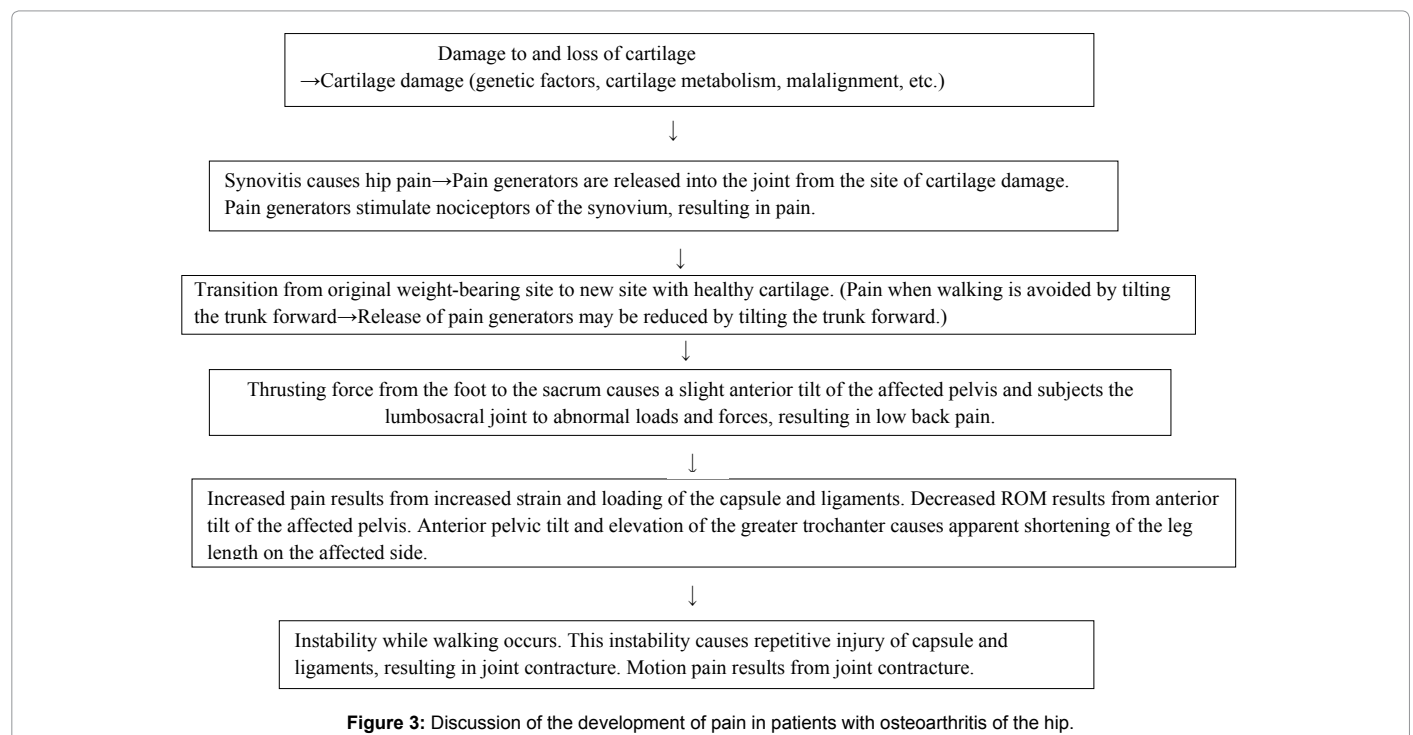 Damage to and loss of cartilage
→Cartilage damage (genetic factors, cartilage metabolism, malalignment, etc.)
↓
Synovitis causes hip pain→Pain generators are released into the joint from the site of cartilage damage.
Pain generators stimulate nociceptors of the synovium, resulting in pain.
↓
Transition from original weight-bearing site to new site with healthy cartilage. (Pain when walking is avoided by tilting
the trunk forward→Release of pain generators may be reduced by tilting the trunk forward.)
↓
Thrusting force from the foot to the sacrum causes a slight anterior tilt of the affected pelvis and subjects the
lumbosacral joint to abnormal loads and forces, resulting in low back pain.
↓
Increased pain results from increased strain and loading of the capsule and ligaments. Decreased ROM results from anterior
tilt of the affected pelvis. Anterior pelvic tilt and elevation of the greater trochanter causes apparent shortening of the leg
length on the affected side.
↓
Instability while walking occurs. This instability causes repetitive injury of capsule and
ligaments, resulting in joint contracture. Motion pain results from joint contracture.
Figure 3: Discussion of the development of pain in patients with osteoarthritis of the hip.